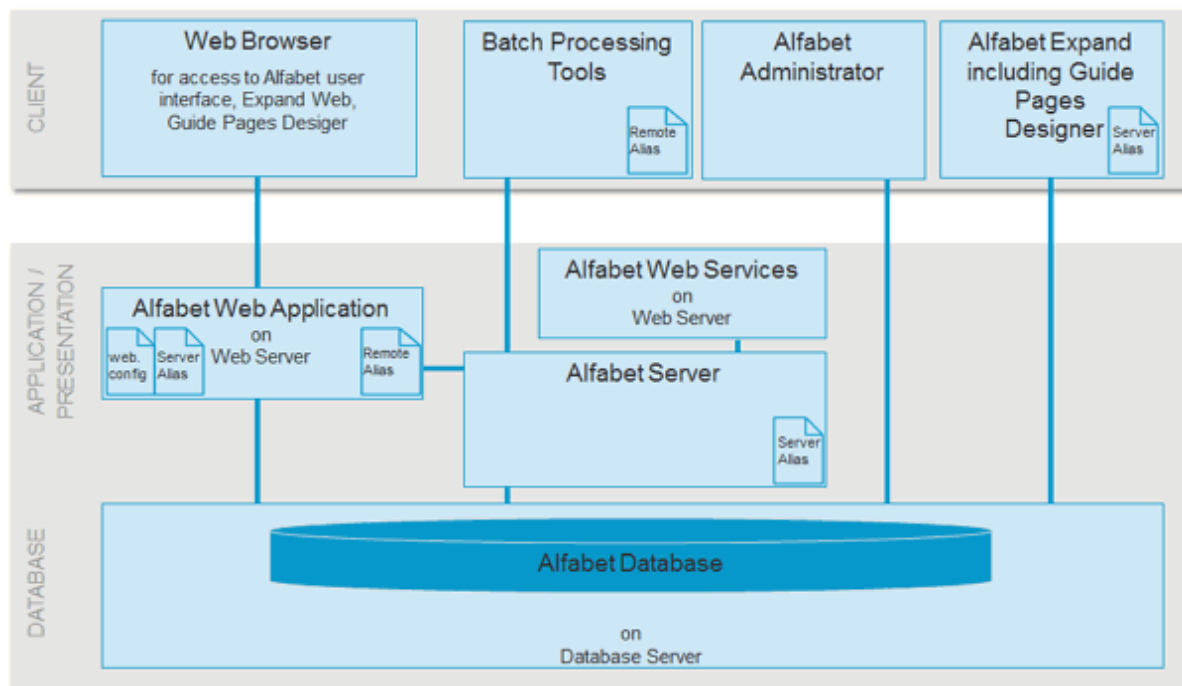 CLIENT
Web Browser
for access to Alfabet user
interface, Expand Web,
Guide Pages Desiger
Batch Processing
Tools
Remote
Alias
Alfabet
Administrator
Alfabet Expand
including Guide
Pages
Designer
Server
Alias
APPLICATION /
PRESENTATION
Alfabet Web Application
on
Web Server
web.
config
Server
Alias
Remote
Alias
Alfabet Web Services
on
Web Server
Alfabet Server
Server
Alias
DATABASE
Alfabet Database
on
Database Server